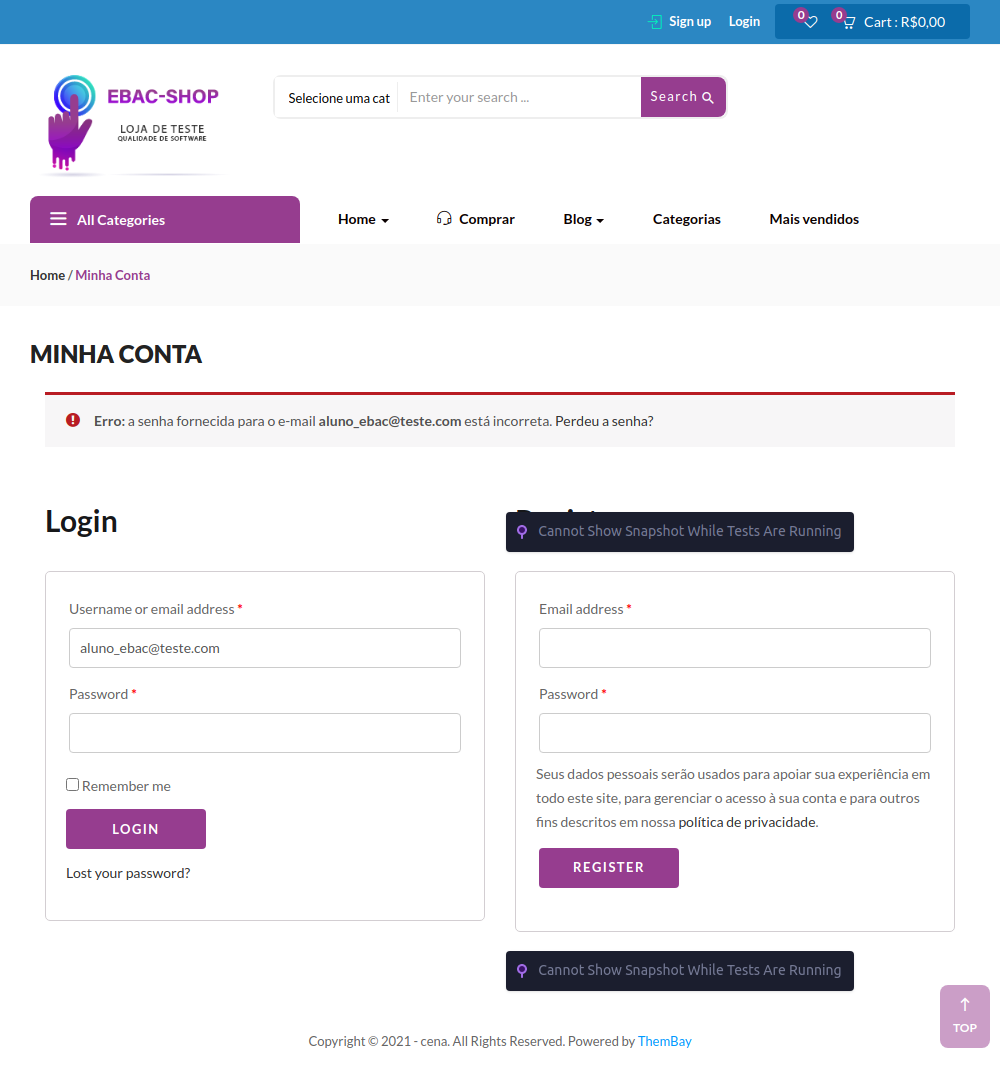 Sign up Login 0 0 Cart : R$0,00
EBAC-SHOP
LOJA DE TESTE
QUALIDADE DE SOFTWARE
Selecione uma cat Enter your search ... Search
All Categories Home Comprar Blog Categorias Mais vendidos
Home / Minha Conta
MINHA CONTA
Erro: a senha fornecida para o e-mail aluno_ebac@teste.com está incorreta. Perdeu a senha?
Login
Username or email address *
aluno_ebac@teste.com
Password *
Remember me
LOGIN
Lost your password?
Cannot Show Snapshot While Tests Are Running
Email address *
Password *
Seus dados pessoais serão usados para apoiar sua experiência em
todo este site, para gerenciar o acesso à sua conta e para outros
fins descritos em nossa política de privacidade.
REGISTER
Cannot Show Snapshot While Tests Are Running
TOP
Copyright © 2021 - cena. All Rights Reserved. Powered by ThemBay